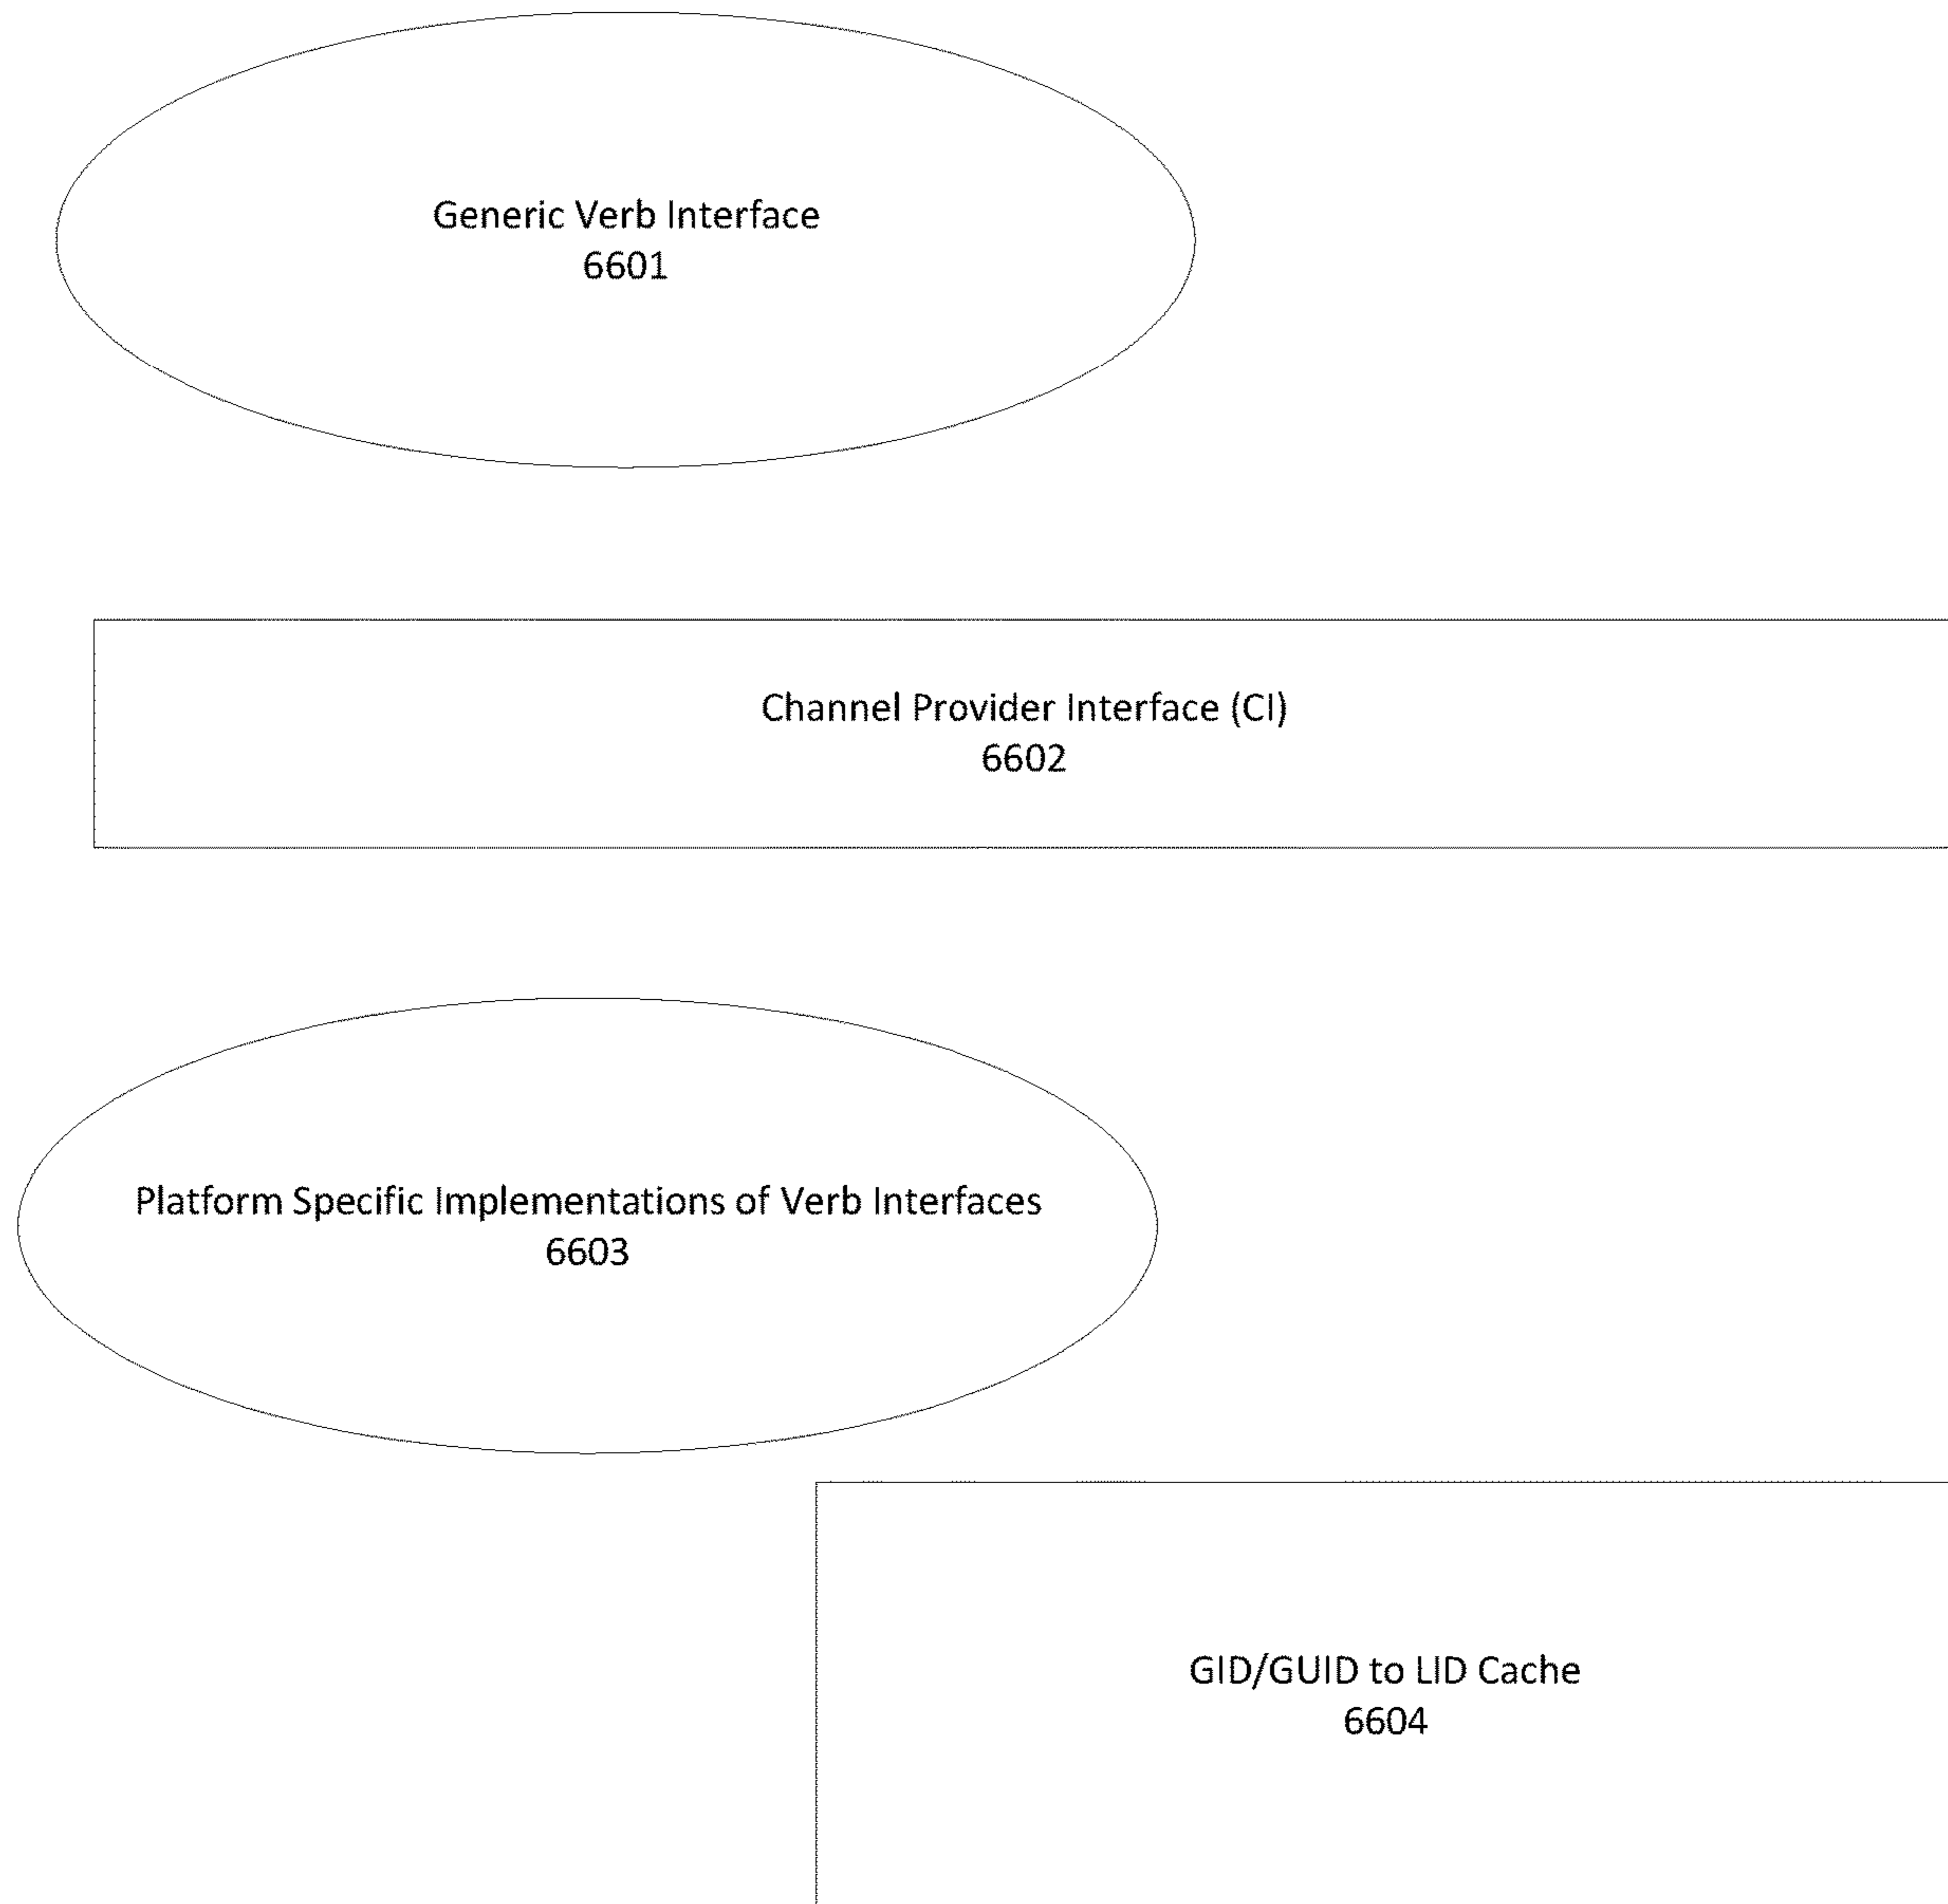 Generic Verb Interface
6601
Channel Provider Interface (CI)
6602
Platform Specific Implementations of Verb Interfaces
6603
GID/GUID to LID Cache
6604